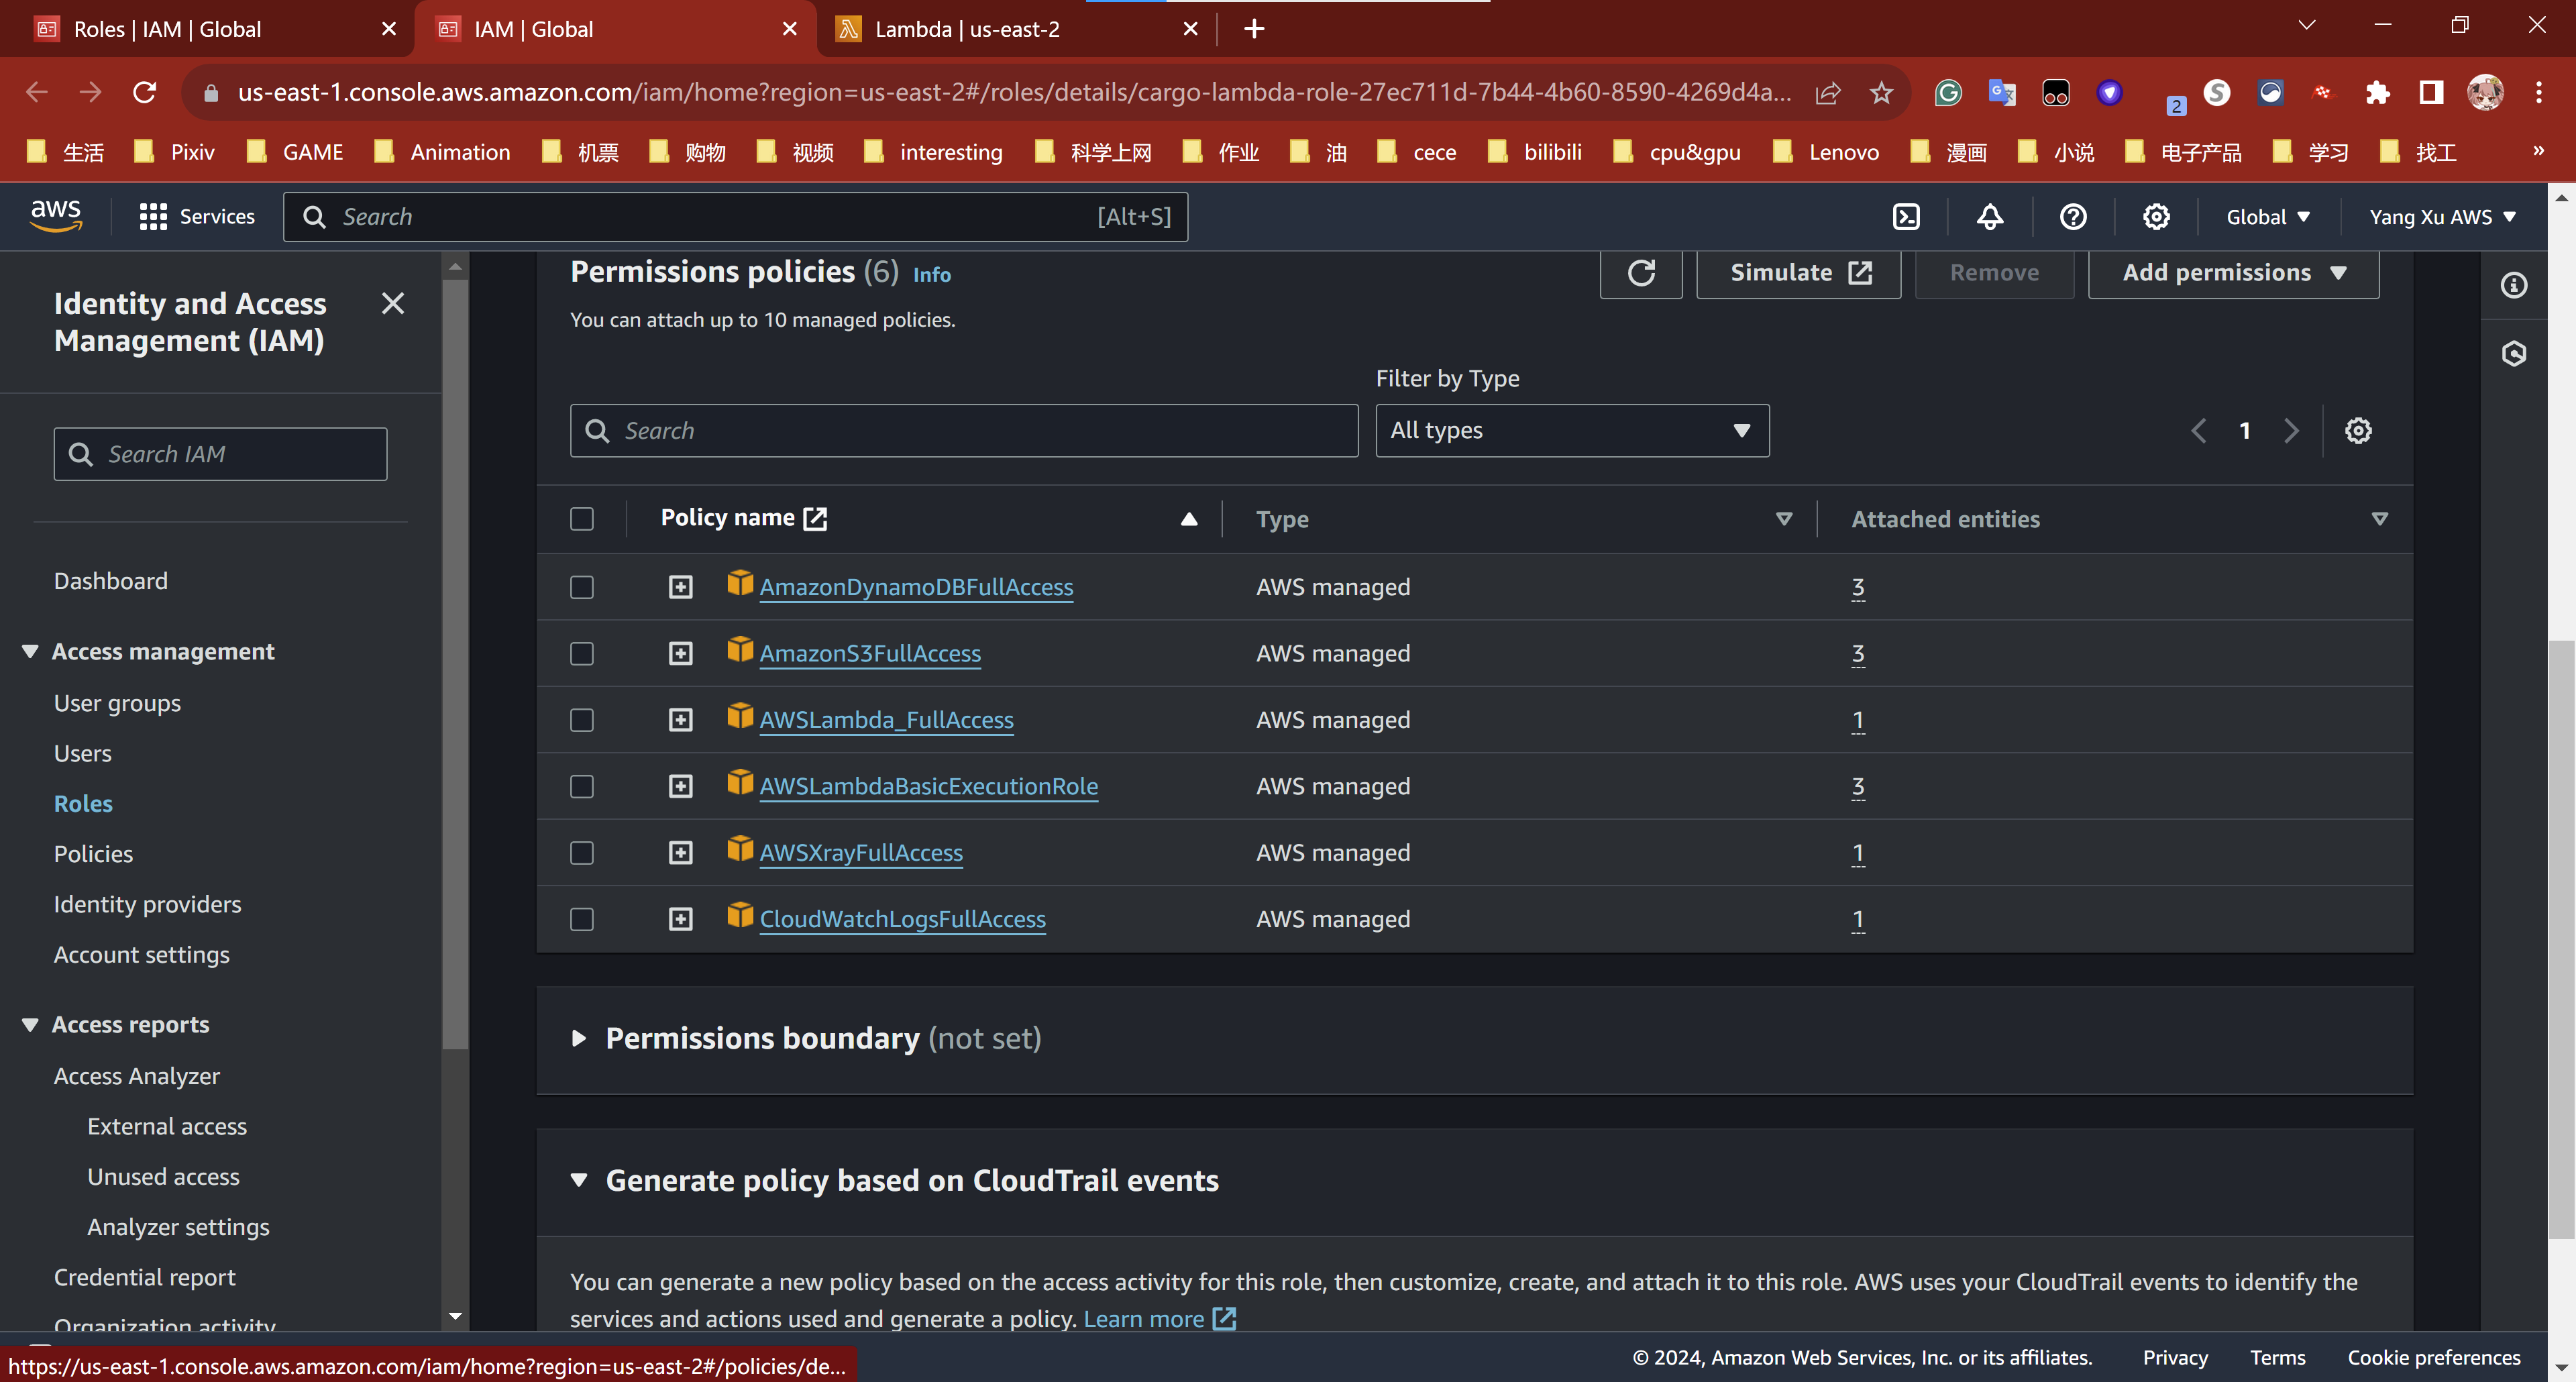 Roles | IAM | Global
IAM | Global
Lambda | us-east-2
us-east-1.console.aws.amazon.com/iam/home?region=us-east-2#/roles/details/cargo-lambda-role-27ec711d-7b44-4b60-8590-4269d4a...
2
生活 Pixiv GAME Animation 机票 购物 视频 interesting 科学上网 作业 油 cece bilibili cpu&gpu Lenovo 漫画 小说 电子产品 学习 找工 »
aws Services Search [Alt+S] Global Yang Xu AWS
Identity and Access
Management (IAM)
Search IAM
Dashboard
Access management
User groups
Users
Roles
Policies
Identity providers
Account settings
Access reports
Access Analyzer
External access
Unused access
Analyzer settings
Credential report
Organization activity
Permissions policies (6) Info
Simulate Remove Add permissions
You can attach up to 10 managed policies.
Filter by Type
Search All types 1
Policy name Type Attached entities
AmazonDynamoDBFullAccess AWS managed 3
AmazonS3FullAccess AWS managed 3
AWSLambda_FullAccess AWS managed 1
AWSLambdaBasicExecutionRole AWS managed 3
AWSXrayFullAccess AWS managed 1
CloudWatchLogsFullAccess AWS managed 1
Permissions boundary (not set)
Generate policy based on CloudTrail events
You can generate a new policy based on the access activity for this role, then customize, create, and attach it to this role. AWS uses your CloudTrail events to identify the
services and actions used and generate a policy. Learn more
https://us-east-1.console.aws.amazon.com/iam/home?region=us-east-2#/policies/de...
© 2024, Amazon Web Services, Inc. or its affiliates. Privacy Terms Cookie preferences